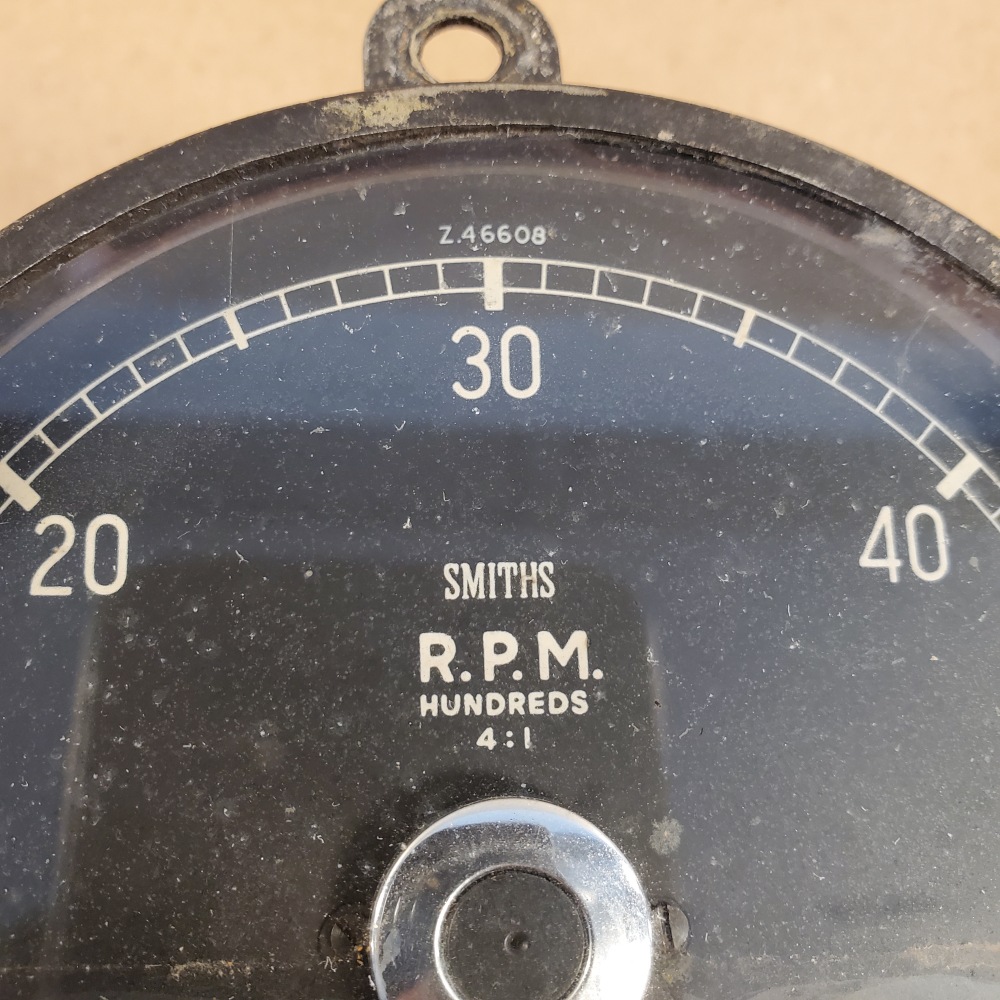 Z.46608
30
20
40
SMITHS
R.P.M.
HUNDREDS
4:1